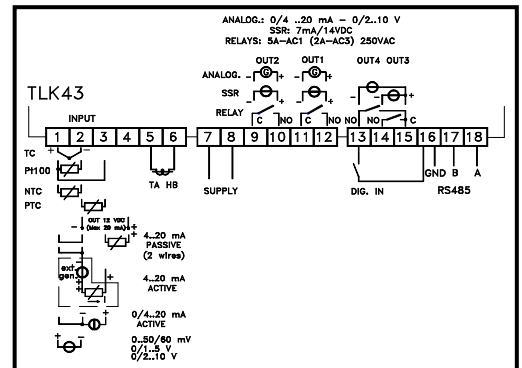 ANALOG.: 0/4 ..20 mA – 0/2..10 V
SSR: 7mA/14VDC
RELAYS: 5A-AC1 (2A-AC3) 250VAC
OUT2 OUT1 OUT4 OUT3
ANALOG. - G + - G +
SSR - + - + - +
RELAY
C NO C NO NO NO C
TLK43
INPUT
1 2 3 4 5 6 7 8 9 10 11 12 13 14 15 16 17 18
TC + -
Pt100
NTC
PTC
TA HB
SUPPLY
DIG. IN
GND B A
RS485
OUT 12 VDC
(Max 20 mA)
4..20 mA
PASSIVE
(2 wires)
ext.
gen.
4..20 mA
ACTIVE
0/4..20 mA
ACTIVE
0..50/60 mV
0/1..5 V
0/2..10 V